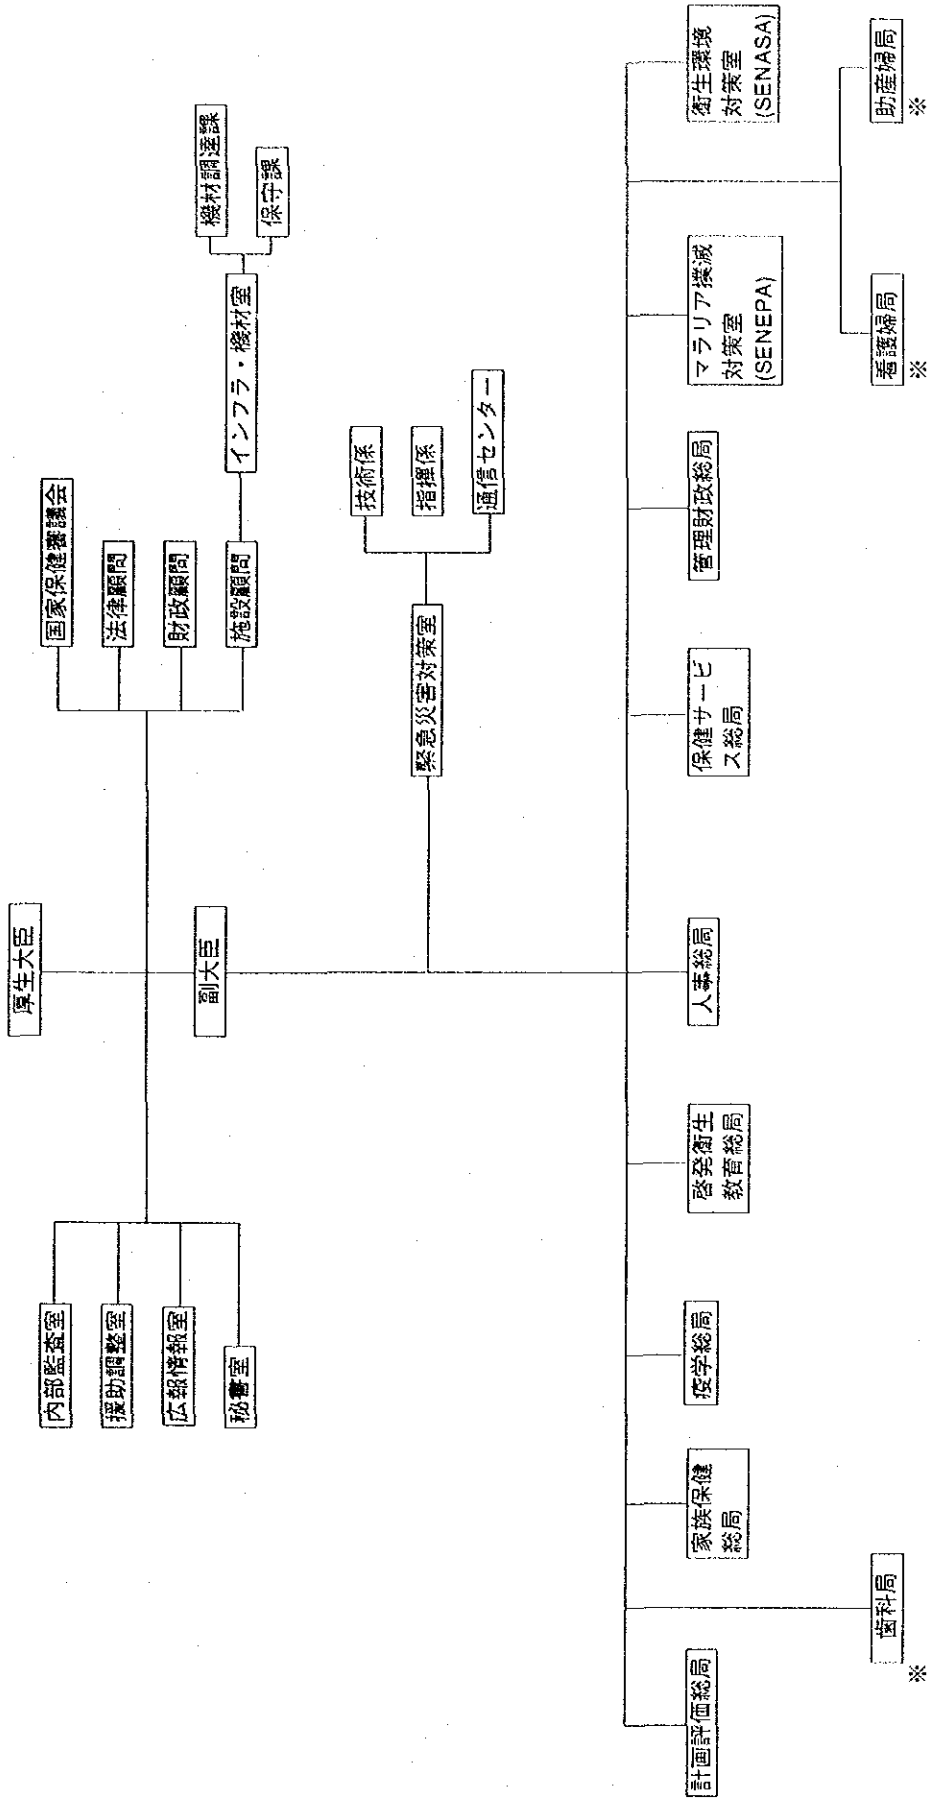 厚生大臣
内部監査室
援助調整室
広報情報室
秘書室
国家保健審議会
法律顧問
財政顧問
施設顧問
インフラ・機材室
機材調達課
保守課
副大臣
緊急災害対策室
技術係
指揮係
通信センター
計画評価総局
家族保健
総局
疫学総局
啓発衛生
教育総局
人事総局
保健サービ
ス総局
管理財政総局
マラリア撲滅
対策室
(SENEPA)
衛生環境
対策室
(SENASA)
歯科局
※
看護婦局
※
助産婦局
※